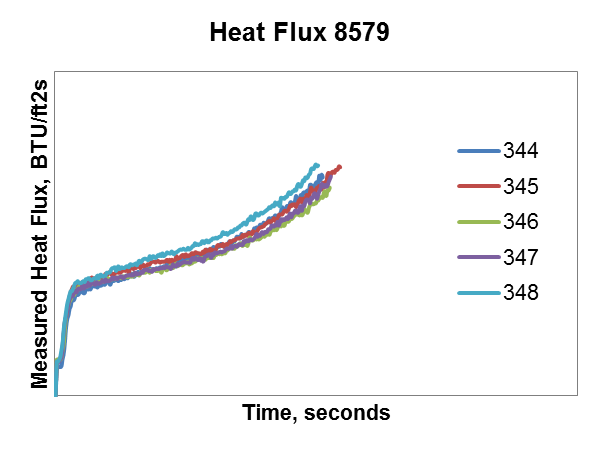 Heat Flux 8579
Measured Heat Flux, BTU/ft2s
344
345
346
347
348
Time, seconds